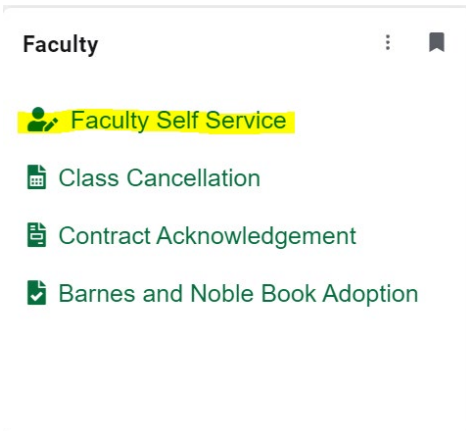 Faculty
Faculty Self Service
Class Cancellation
Contract Acknowledgement
Barnes and Noble Book Adoption